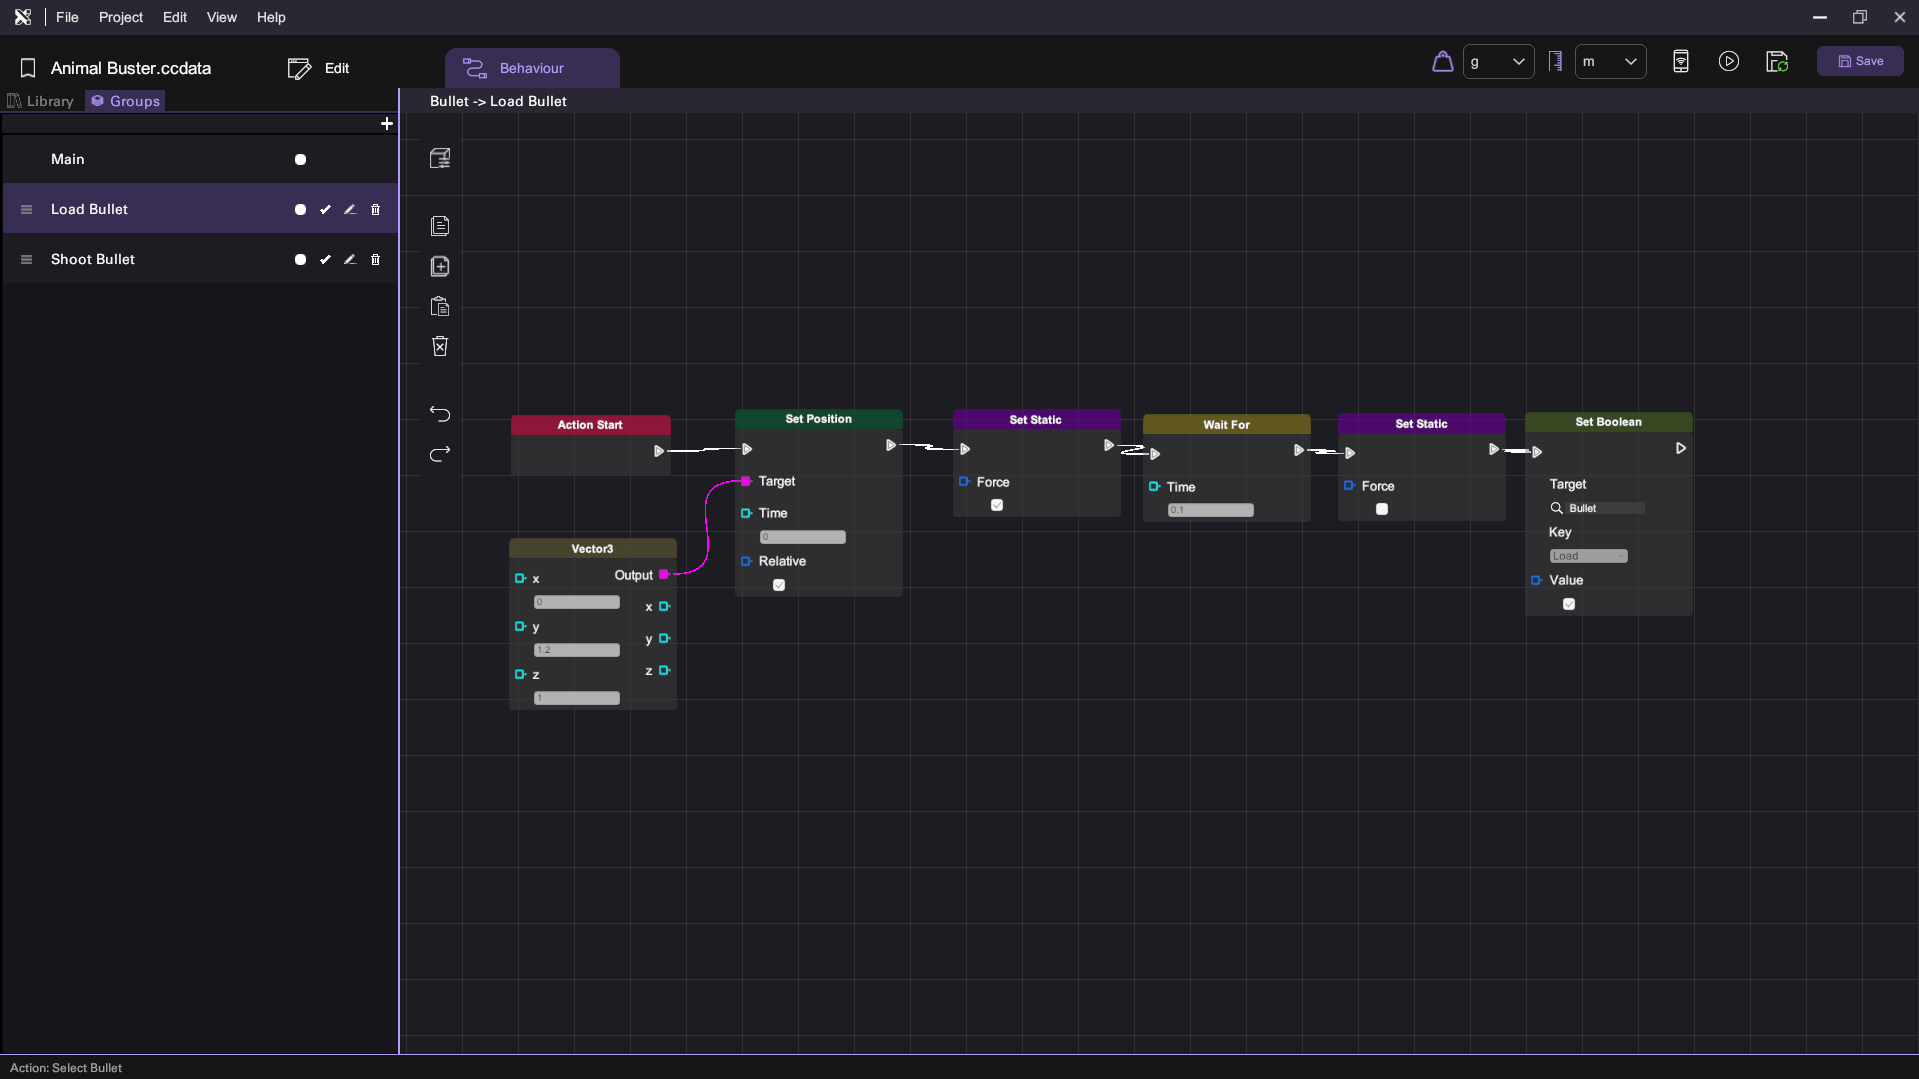 File Project Edit View Help
Animal Buster.ccdata
Edit
Behaviour
g
m
Save
Library
Groups
Bullet -> Load Bullet
Main
Load Bullet
Shoot Bullet
Action Start
Set Position
Target
Time
0
Relative
Set Static
Force
Wait For
Time
0.1
Set Static
Force
Set Boolean
Target
Bullet
Key
Load
Value
Vector3
x
Output
0
x
y
y
1.2
z
z
1
Action: Select Bullet